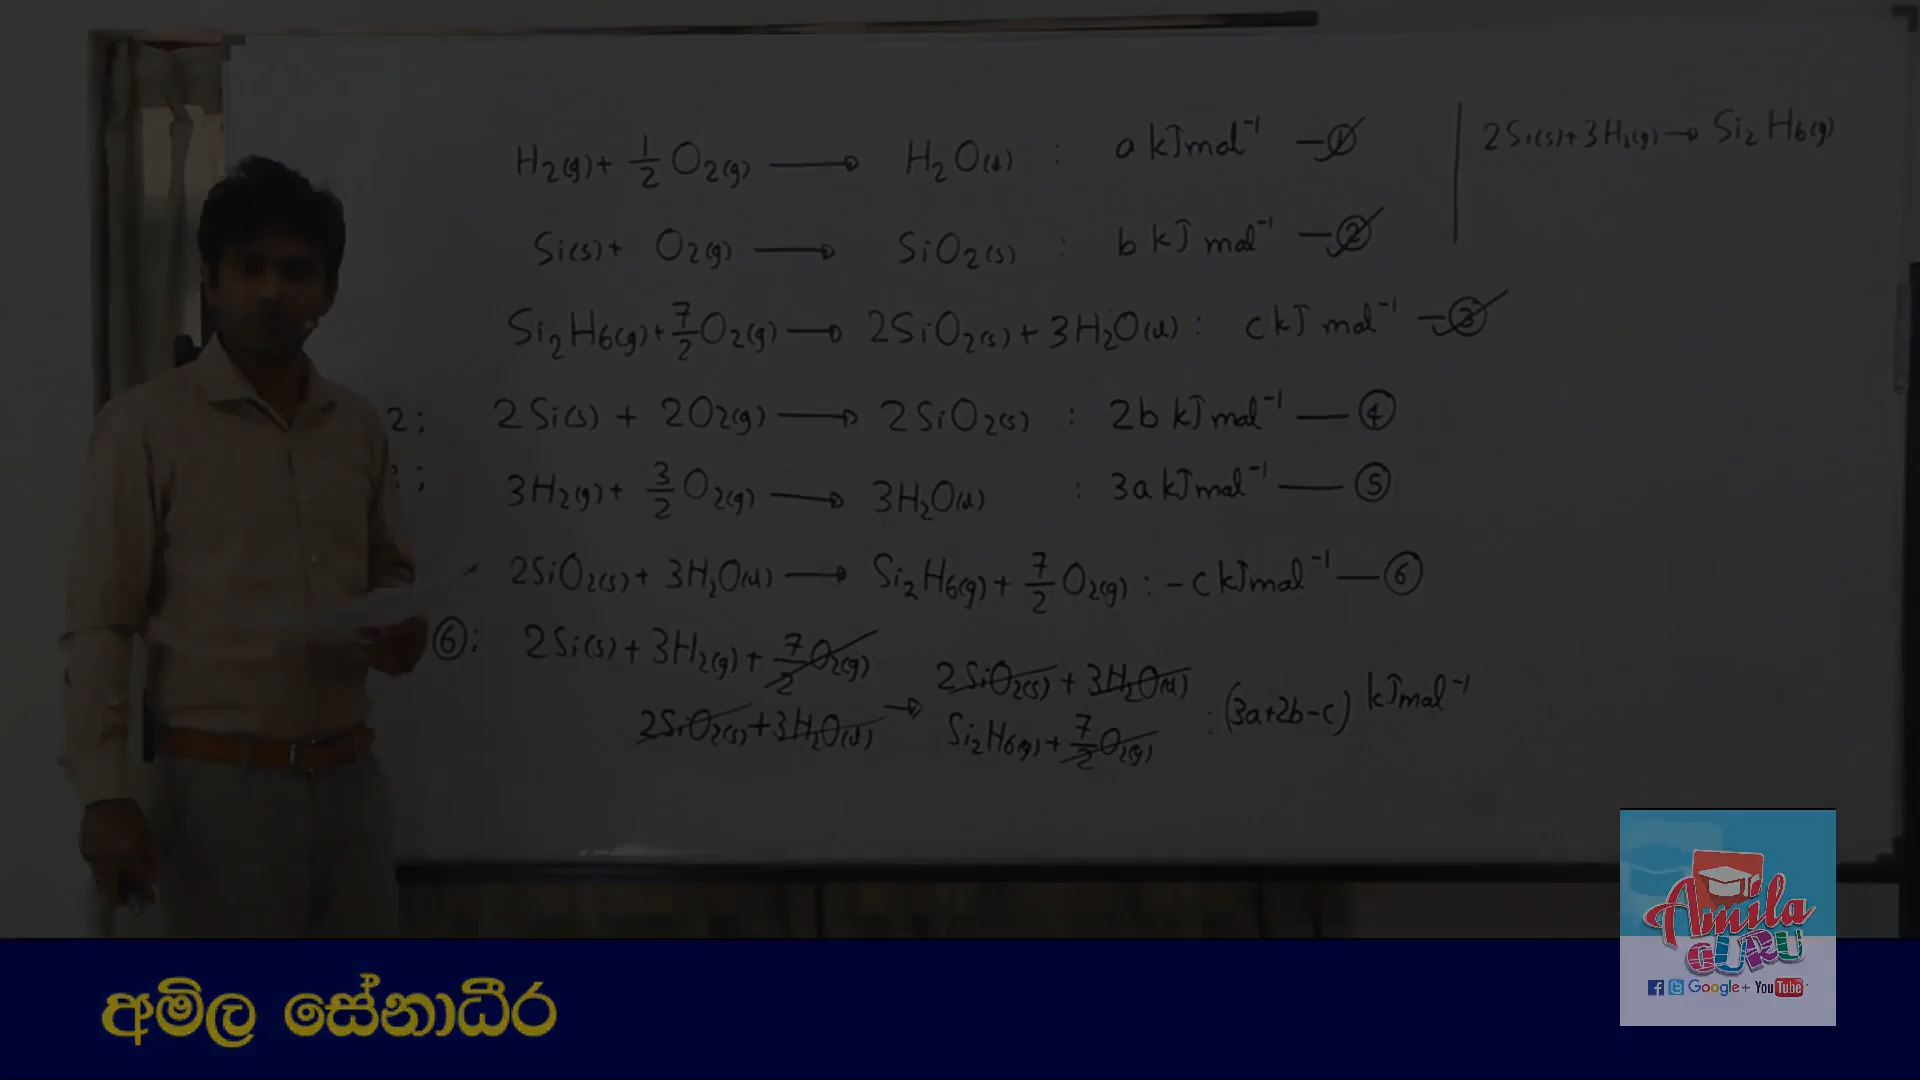 H₂(g) + 1/2 O₂(g) → H₂O(l) : a kJ mol⁻¹ — ①
2Si(s) + 3H₂(g) → Si₂H₆(g)
Si(s) + O₂(g) → SiO₂(s) : b kJ mol⁻¹ — ②
Si₂H₆(g) + 7/2 O₂(g) → 2SiO₂(s) + 3H₂O(l) : c kJ mol⁻¹ — ③
2 ; 2Si(s) + 2O₂(g) → 2SiO₂(s) : 2b kJ mol⁻¹ — ④
; 3H₂(g) + 3/2 O₂(g) → 3H₂O(l) : 3a kJ mol⁻¹ — ⑤
2SiO₂(s) + 3H₂O(l) → Si₂H₆(g) + 7/2 O₂(g) : -c kJ mol⁻¹ — ⑥
⑥ : 2Si(s) + 3H₂(g) + 7/2 O₂(g)
2SiO₂(s) + 3H₂O(l) → 2SiO₂(s) + 3H₂O(l)
Si₂H₆(g) + 7/2 O₂(g) : (3a+2b-c) kJ mol⁻¹
Amila
GURU
Google+ YouTube
අමිල සේනාධීර